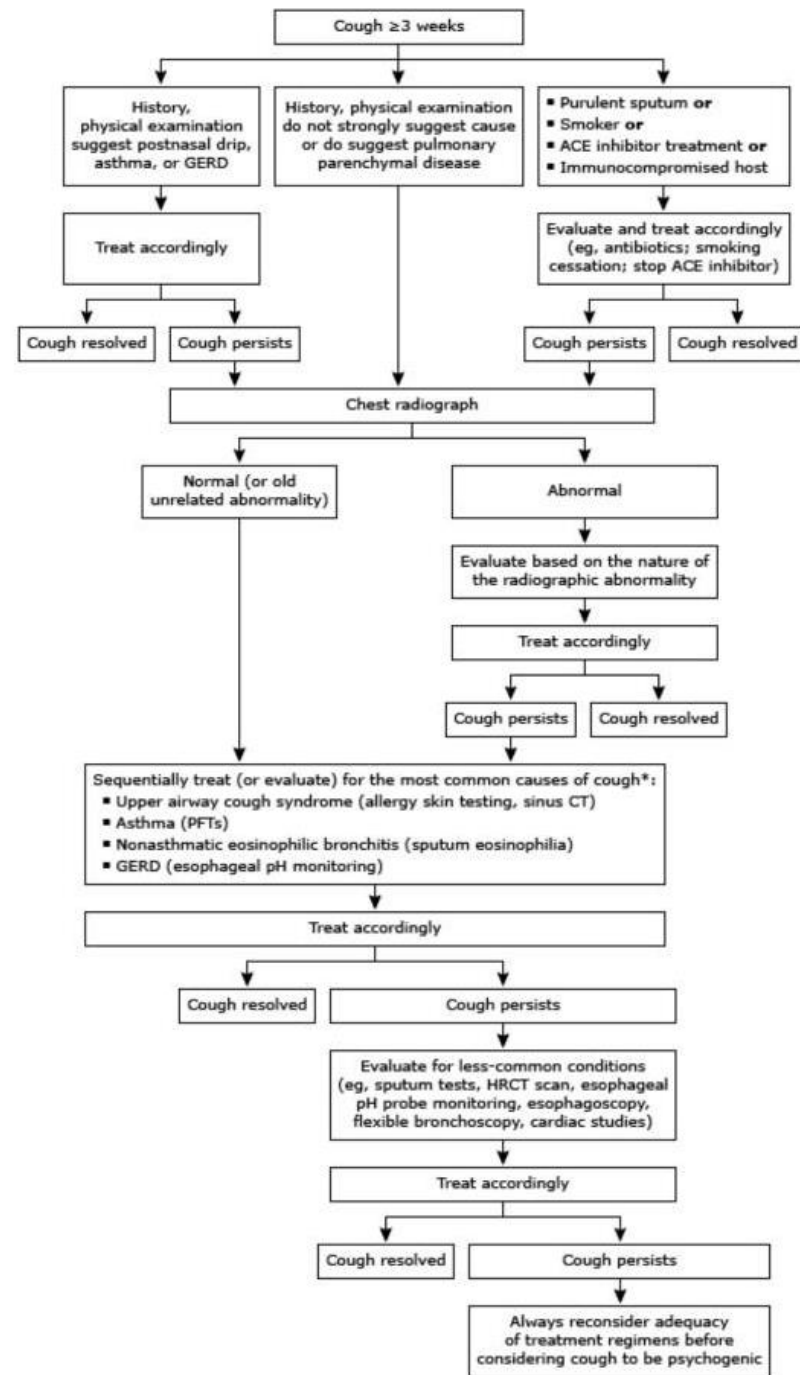 Cough ≥3 weeks
History,
physical examination
suggest postnasal drip,
asthma, or GERD
History, physical examination
do not strongly suggest cause
or do suggest pulmonary
parenchymal disease
▪ Purulent sputum or
▪ Smoker or
▪ ACE inhibitor treatment or
▪ Immunocompromised host
Treat accordingly
Evaluate and treat accordingly
(eg, antibiotics; smoking
cessation; stop ACE inhibitor)
Cough resolved
Cough persists
Cough persists
Cough resolved
Chest radiograph
Normal (or old
unrelated abnormality)
Abnormal
Evaluate based on the nature of
the radiographic abnormality
Treat accordingly
Cough persists
Cough resolved
Sequentially treat (or evaluate) for the most common causes of cough*:
▪ Upper airway cough syndrome (allergy skin testing, sinus CT)
▪ Asthma (PFTs)
▪ Nonasthmatic eosinophilic bronchitis (sputum eosinophilia)
▪ GERD (esophageal pH monitoring)
Treat accordingly
Cough resolved
Cough persists
Evaluate for less-common conditions
(eg, sputum tests, HRCT scan, esophageal
pH probe monitoring, esophagoscopy,
flexible bronchoscopy, cardiac studies)
Treat accordingly
Cough resolved
Cough persists
Always reconsider adequacy
of treatment regimens before
considering cough to be psychogenic